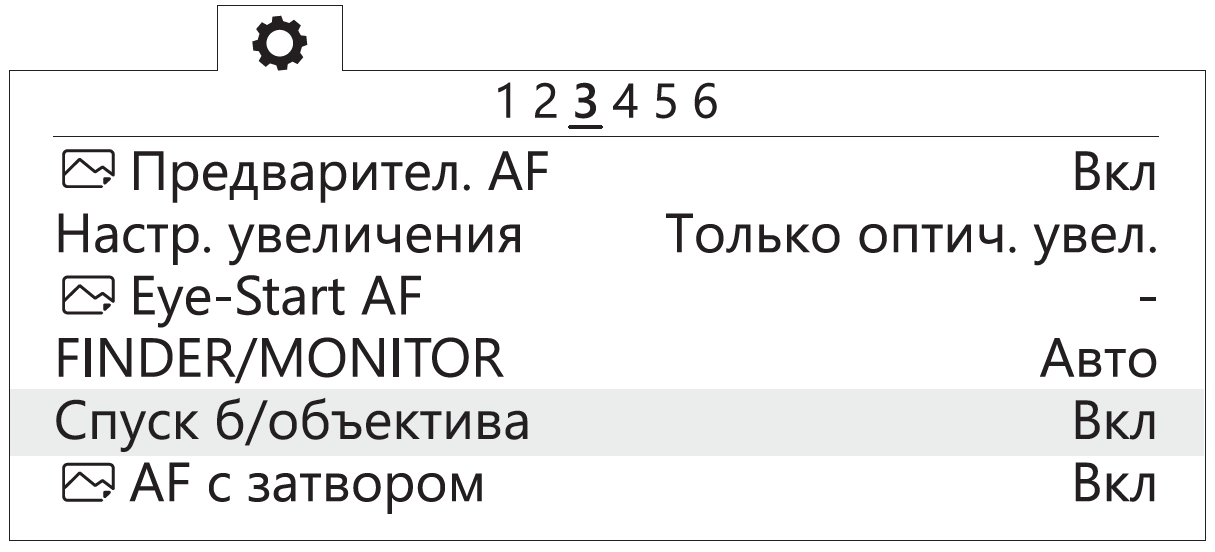 1 2 3 4 5 6
Предварител. AF Вкл
Настр. увеличения Только оптич. увел.
Eye-Start AF -
FINDER/MONITOR Авто
Спуск б/объектива Вкл
AF с затвором Вкл